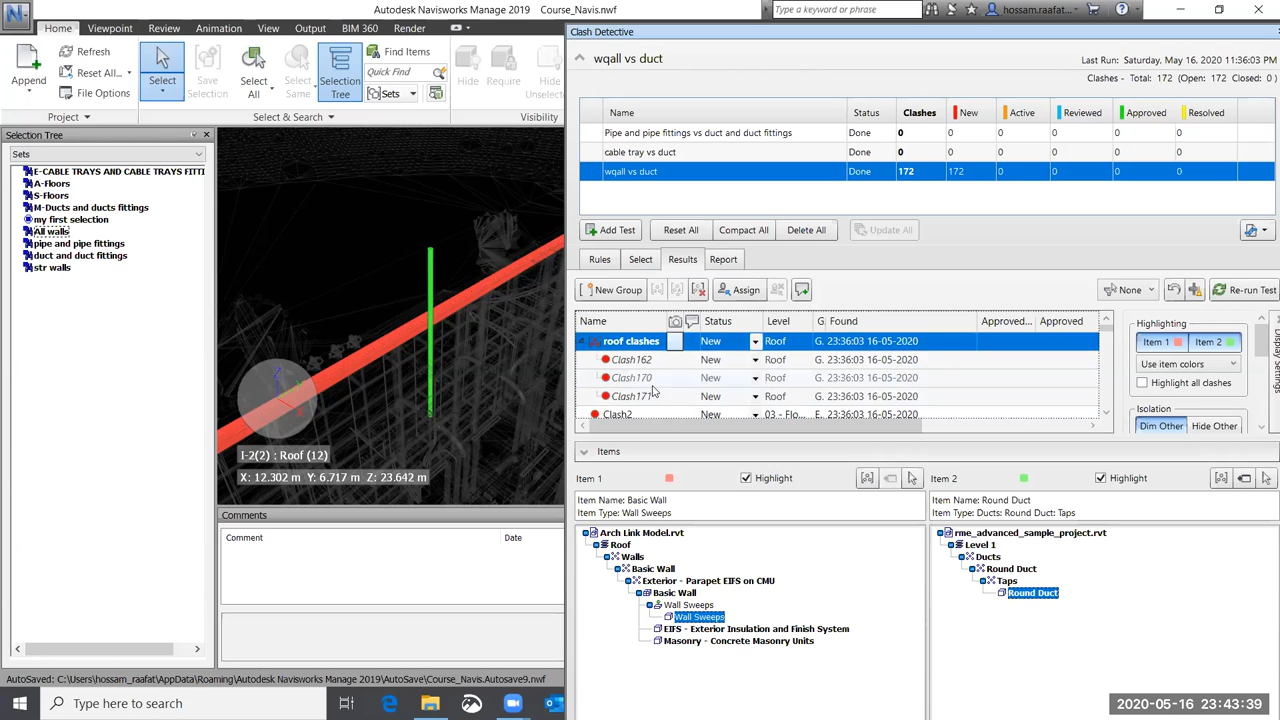 Autodesk Navisworks Manage 2019 Course_Navis.nwf
Type a keyword or phrase
hossam.raafat...
Home Viewpoint Review Animation View Output BIM 360 Render
Append
Refresh
Reset All...
File Options
Project
Select
Save Selection
Select All
Select Same
Selection Tree
Find Items
Quick Find
Sets
Select & Search
Hide
Require
Hide Unselected
Visibility
Selection Tree
Sets
E-CABLE TRAYS AND CABLE TRAYS FITTI
A-Floors
S-Floors
M-Ducts and ducts fittings
my first selection
All walls
pipe and pipe fittings
duct and duct fittings
str walls
I-2(2) : Roof (12)
X: 12.302 m Y: 6.717 m Z: 23.642 m
Comments
Comment Date
Clash Detective
wqall vs duct
Last Run: Saturday, May 16, 2020 11:36:03 PM
Clashes - Total: 172 (Open: 172 Closed: 0)
Name Status Clashes New Active Reviewed Approved Resolved
Pipe and pipe fittings vs duct and duct fittings Done 0 0 0 0 0 0
cable tray vs duct Done 0 0 0 0 0 0
wqall vs duct Done 172 172 0 0 0 0
Add Test Reset All Compact All Delete All Update All
Rules Select Results Report
New Group Assign None Re-run Test
Name Status Level G Found Approved... Approved
roof clashes New Roof G. 23:36:03 16-05-2020
Clash162 New Roof G. 23:36:03 16-05-2020
Clash170 New Roof G. 23:36:03 16-05-2020
Clash171 New Roof G. 23:36:03 16-05-2020
Clash2 New 03 - Flo... E. 23:36:03 16-05-2020
Highlighting
Item 1 Item 2
Use item colors
Highlight all clashes
Isolation
Dim Other Hide Other
Display Settings
Items
Item 1 Highlight
Item Name: Basic Wall
Item Type: Wall Sweeps
Arch Link Model.rvt
Roof
Walls
Basic Wall
Exterior - Parapet EIFS on CMU
Basic Wall
Wall Sweeps
Wall Sweeps
EIFS - Exterior Insulation and Finish System
Masonry - Concrete Masonry Units
Item 2 Highlight
Item Name: Round Duct
Item Type: Ducts: Round Duct: Taps
rme_advanced_sample_project.rvt
Level 1
Ducts
Round Duct
Taps
Round Duct
AutoSaved: C:\Users\hossam_raafat\AppData\Roaming\Autodesk Navisworks Manage 2019\AutoSave\Course_Navis.Autosave9.nwf
Type here to search
2020-05-16 23:43:39